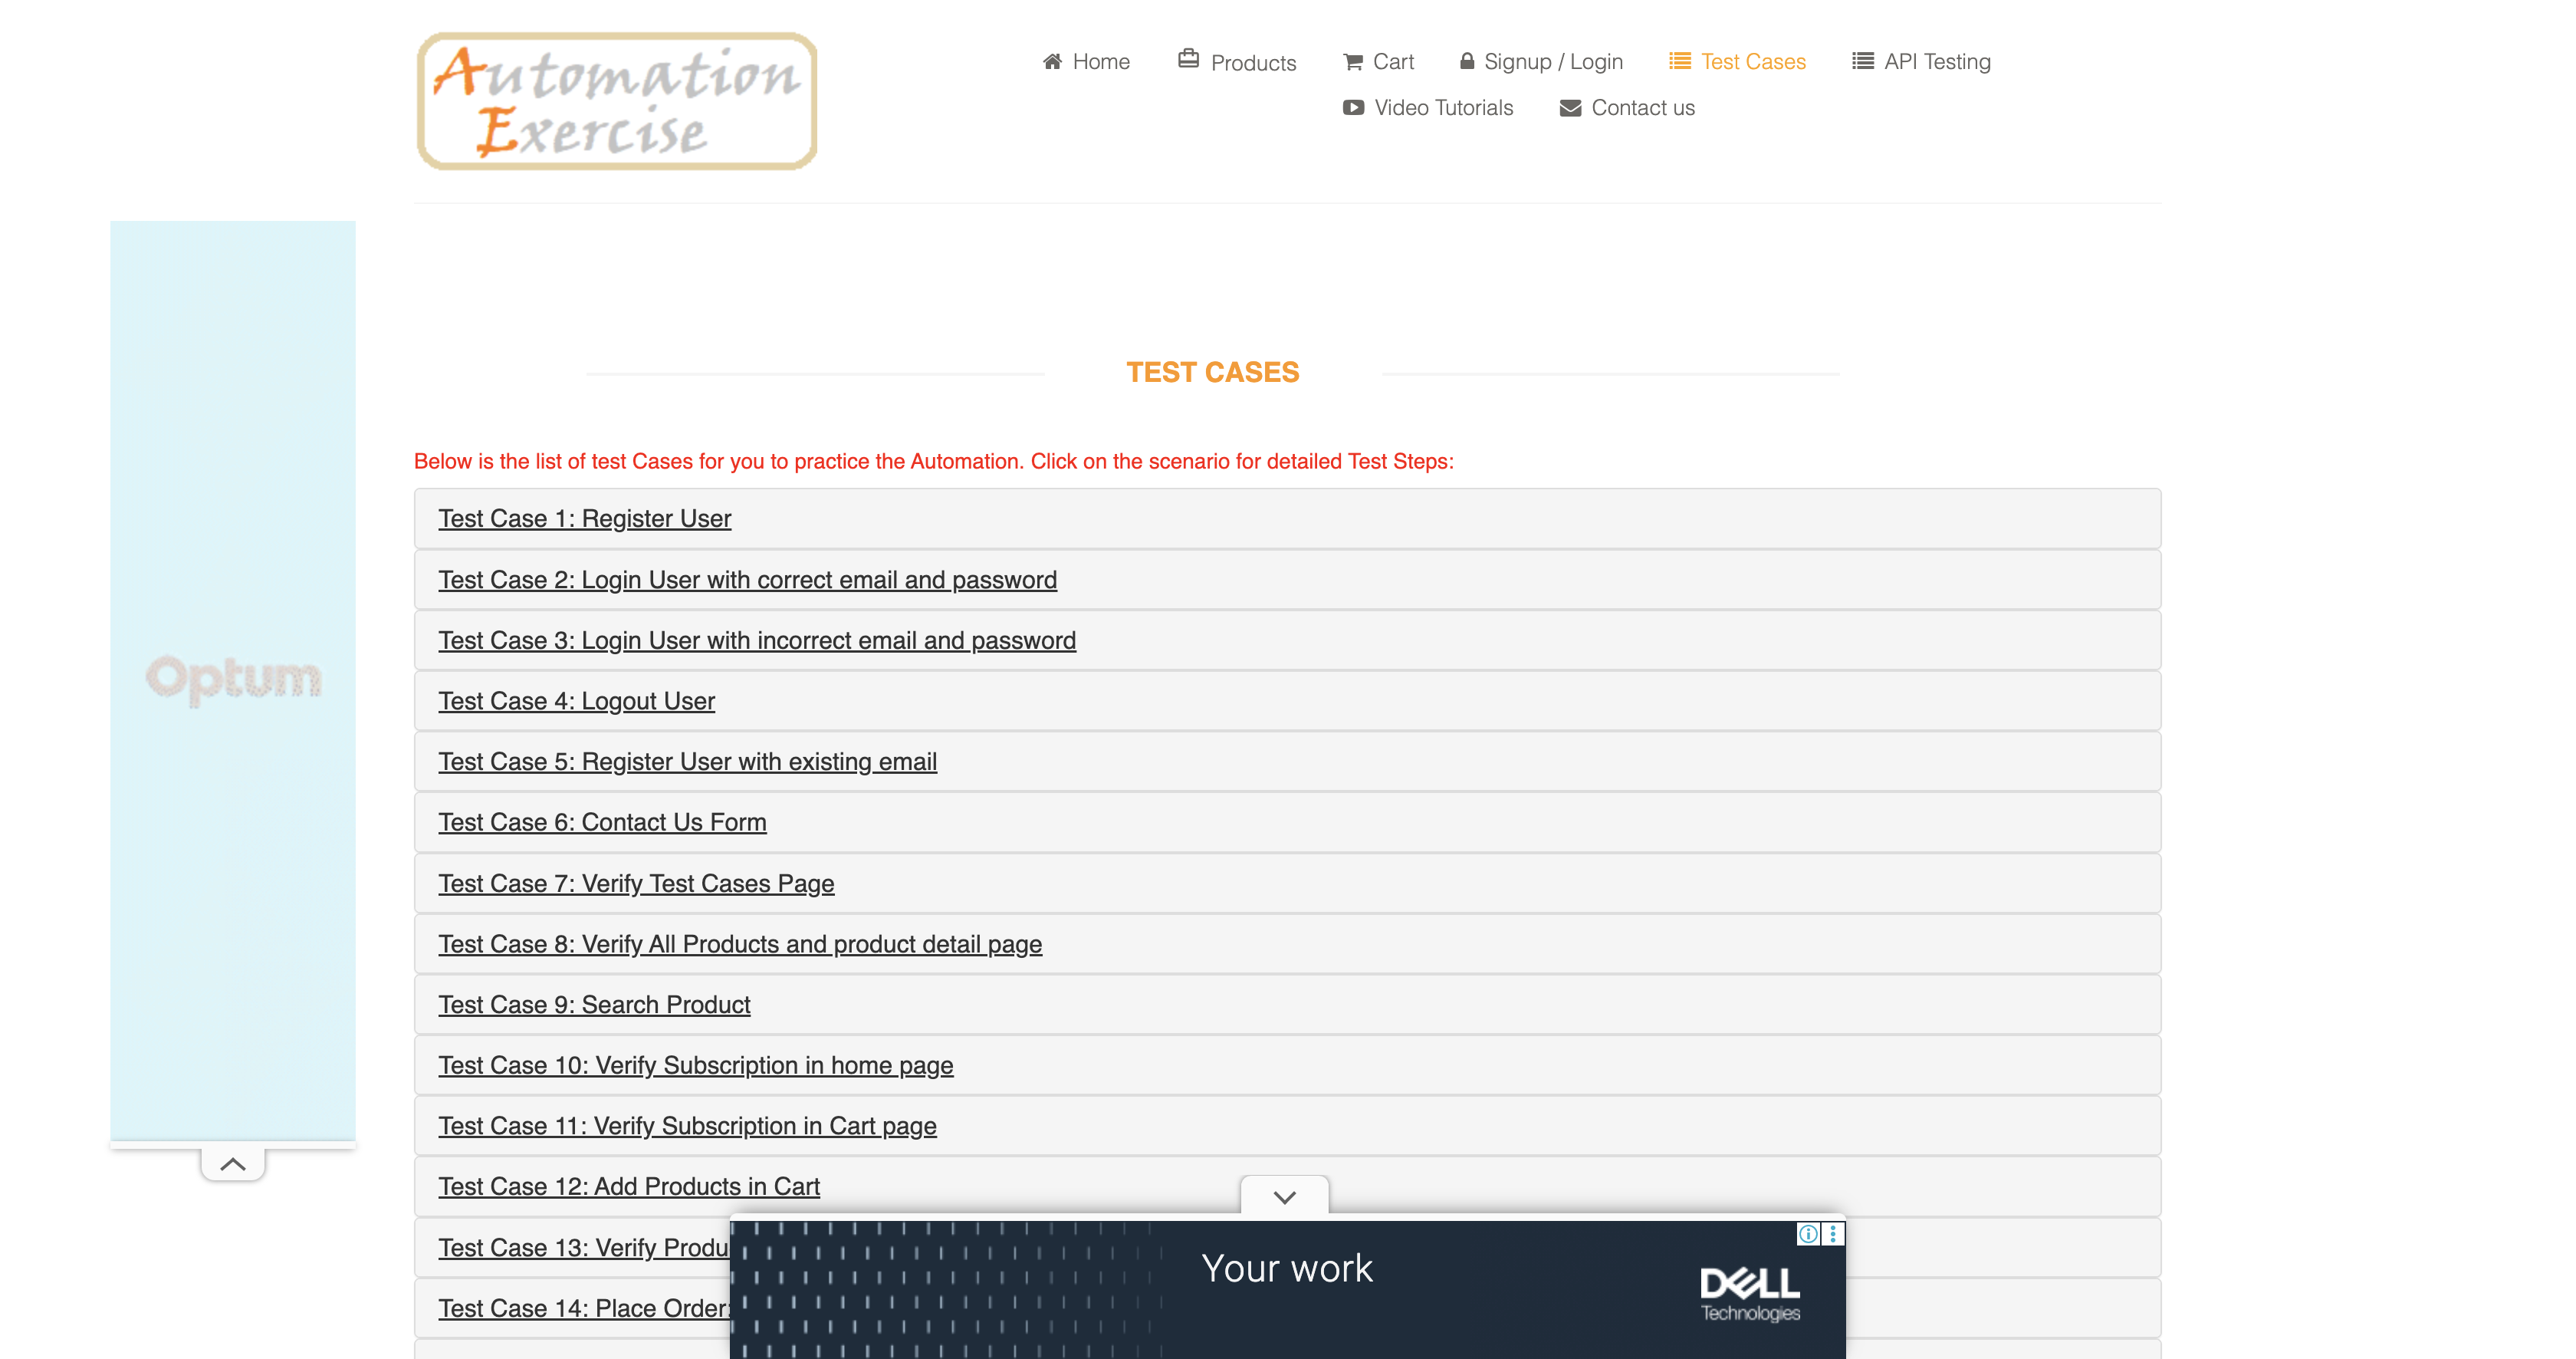 Automation
Exercise
Home
Products
Cart
Signup / Login
Test Cases
API Testing
Video Tutorials
Contact us
Optum
TEST CASES
Below is the list of test Cases for you to practice the Automation. Click on the scenario for detailed Test Steps:
Test Case 1: Register User
Test Case 2: Login User with correct email and password
Test Case 3: Login User with incorrect email and password
Test Case 4: Logout User
Test Case 5: Register User with existing email
Test Case 6: Contact Us Form
Test Case 7: Verify Test Cases Page
Test Case 8: Verify All Products and product detail page
Test Case 9: Search Product
Test Case 10: Verify Subscription in home page
Test Case 11: Verify Subscription in Cart page
Test Case 12: Add Products in Cart
Test Case 13: Verify Produ
Test Case 14: Place Order:
Your work
DELL
Technologies